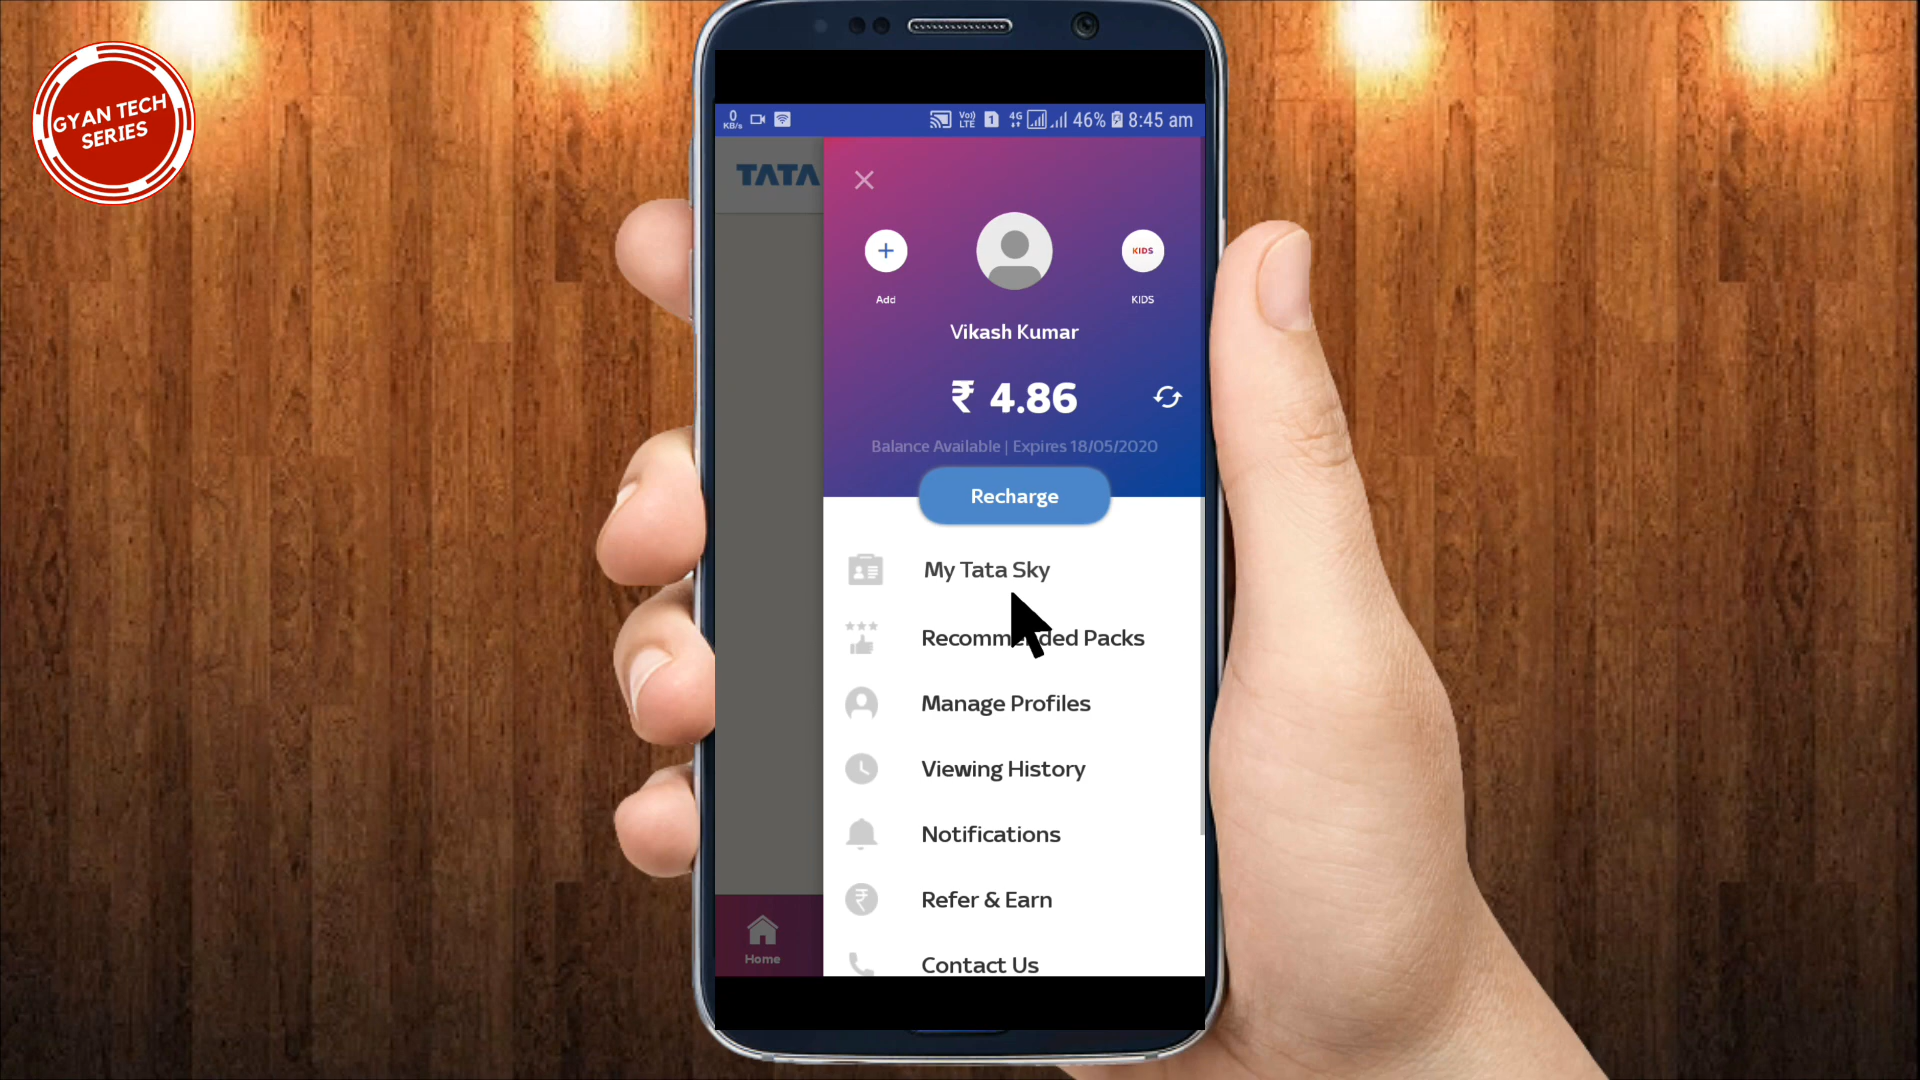 GYAN TECH
SERIES
0
KB/s
Vo))
LTE
1
4G
46%
8:45 am
TATA
Add
KIDS
KIDS
Vikash Kumar
₹ 4.86
Balance Available | Expires 18/05/2020
Recharge
My Tata Sky
Recommended Packs
Manage Profiles
Viewing History
Notifications
Refer & Earn
Contact Us
Home